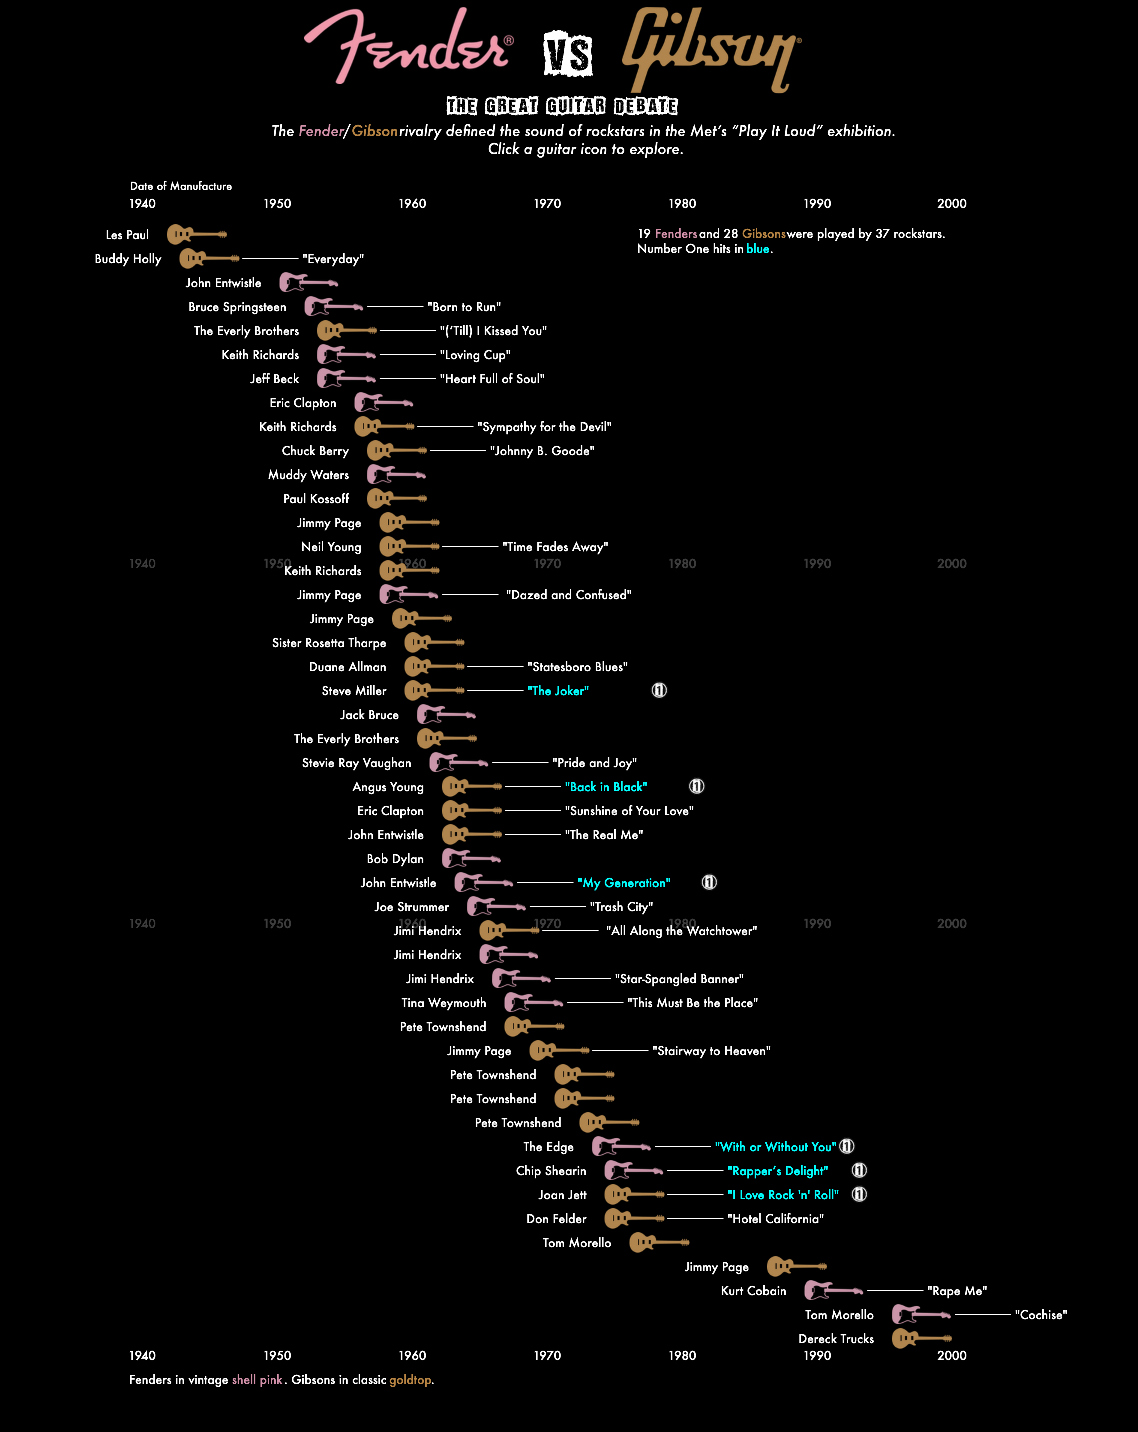 Fender®
VS
Gibson®
THE GREAT GUITAR DEBATE
The Fender/Gibson rivalry defined the sound of rockstars in the Met's "Play It Loud" exhibition.
Click a guitar icon to explore.
Date of Manufacture
1940 1950 1960 1970 1980 1990 2000
19 Fenders and 28 Gibsons were played by 37 rockstars.
Number One hits in blue.
Les Paul
Buddy Holly "Everyday"
John Entwistle
Bruce Springsteen "Born to Run"
The Everly Brothers "('Till) I Kissed You"
Keith Richards "Loving Cup"
Jeff Beck "Heart Full of Soul"
Eric Clapton
Keith Richards "Sympathy for the Devil"
Chuck Berry "Johnny B. Goode"
Muddy Waters
Paul Kossoff
Jimmy Page
Neil Young "Time Fades Away"
1940 1950 1960 1970 1980 1990 2000
Keith Richards
Jimmy Page "Dazed and Confused"
Jimmy Page
Sister Rosetta Tharpe
Duane Allman "Statesboro Blues"
Steve Miller "The Joker" 1
Jack Bruce
The Everly Brothers
Stevie Ray Vaughan "Pride and Joy"
Angus Young "Back in Black" 1
Eric Clapton "Sunshine of Your Love"
John Entwistle "The Real Me"
Bob Dylan
John Entwistle "My Generation" 1
Joe Strummer "Trash City"
1940 1950 1960 1970 1980 1990 2000
Jimi Hendrix "All Along the Watchtower"
Jimi Hendrix
Jimi Hendrix "Star-Spangled Banner"
Tina Weymouth "This Must Be the Place"
Pete Townshend
Jimmy Page "Stairway to Heaven"
Pete Townshend
Pete Townshend
Pete Townshend
The Edge "With or Without You" 1
Chip Shearin "Rapper's Delight" 1
Joan Jett "I Love Rock 'n' Roll" 1
Don Felder "Hotel California"
Tom Morello
Jimmy Page
Kurt Cobain "Rape Me"
Tom Morello "Cochise"
Dereck Trucks
1940 1950 1960 1970 1980 1990 2000
Fenders in vintage shell pink. Gibsons in classic goldtop.